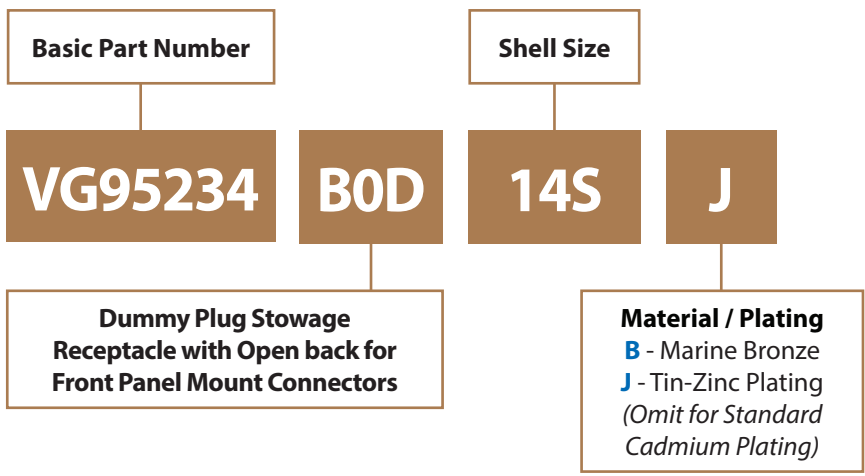 Basic Part Number
Shell Size
VG95234
B0D
14S
J
Dummy Plug Stowage
Receptacle with Open back for
Front Panel Mount Connectors
Material / Plating
B - Marine Bronze
J - Tin-Zinc Plating
(Omit for Standard
Cadmium Plating)